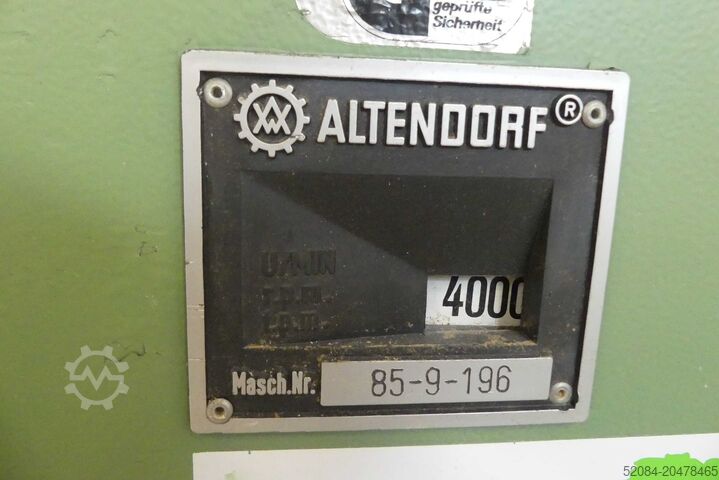 geprüfte
Sicherheit
ALTENDORF®
U/MIN
r.p.m.
t.p.m.
4000
Masch.Nr. 85-9-196
52084-20478465